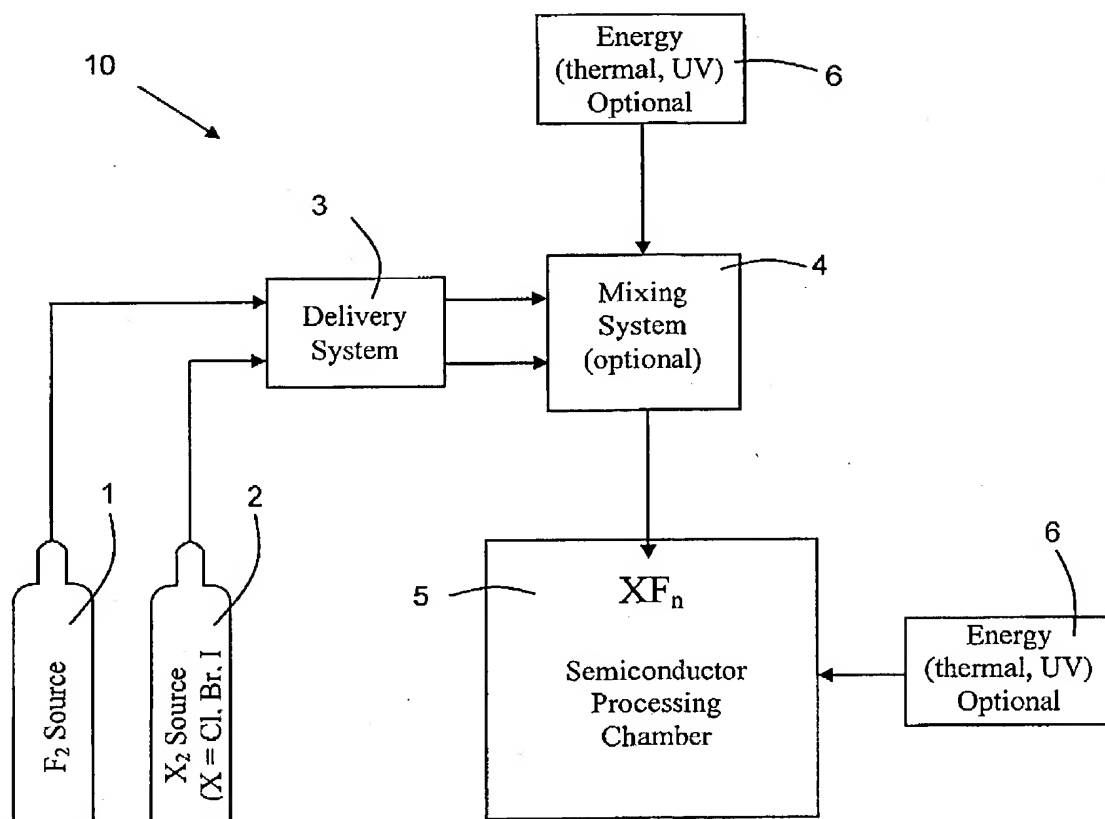 10
Energy
(thermal, UV)
Optional
6
3
Delivery
System
4
Mixing
System
(optional)
1
F₂ Source
2
X₂ Source
(X = Cl. Br. I
5
XFₙ
Semiconductor
Processing
Chamber
6
Energy
(thermal, UV)
Optional